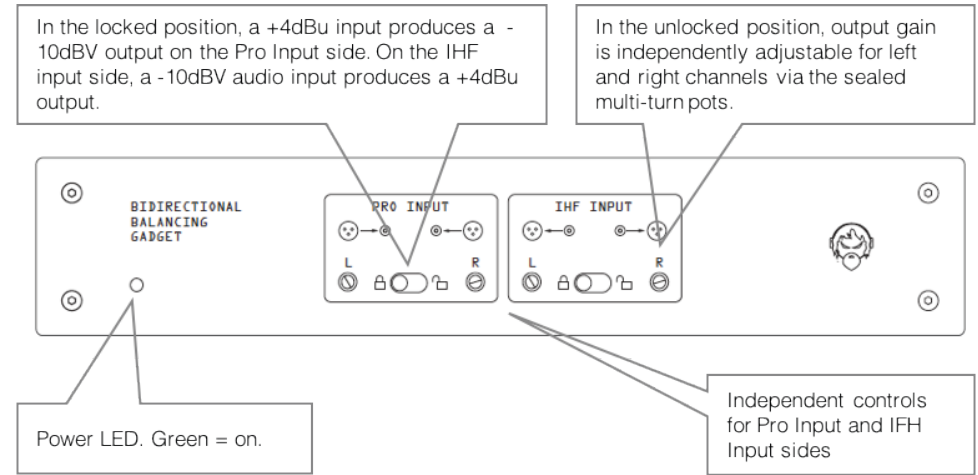 In the locked position, a +4dBu input produces a -
10dBV output on the Pro Input side. On the IHF
input side, a -10dBV audio input produces a +4dBu
output.
In the unlocked position, output gain
is independently adjustable for left
and right channels via the sealed
multi-turn pots.
BIDIRECTIONAL
BALANCING
GADGET
PRO INPUT
L
R
IHF INPUT
L
R
Power LED. Green = on.
Independent controls
for Pro Input and IFH
Input sides